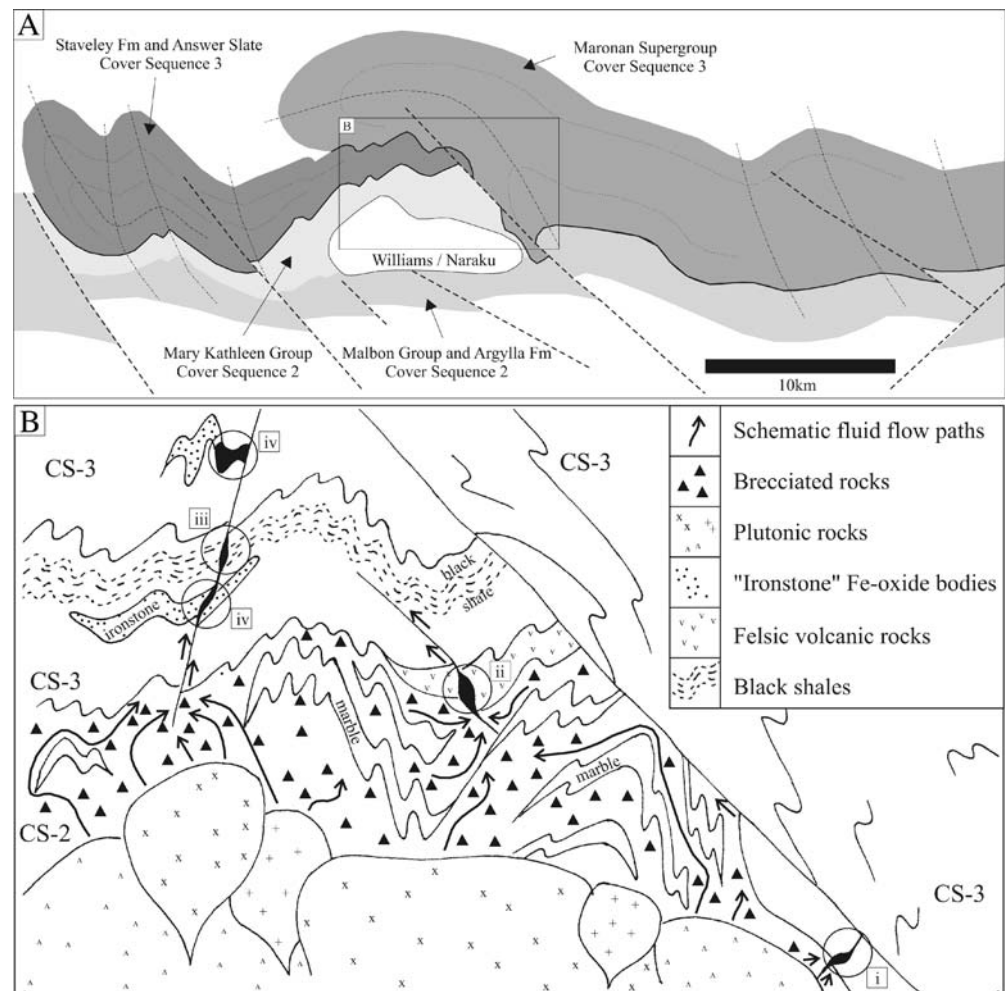 A
Staveley Fm and Answer Slate
Cover Sequence 3
Maronan Supergroup
Cover Sequence 3
B
Williams / Naraku
Mary Kathleen Group
Cover Sequence 2
Malbon Group and Argylla Fm
Cover Sequence 2
10km
B
CS-3
iv
CS-3
Schematic fluid flow paths
Brecciated rocks
Plutonic rocks
"Ironstone" Fe-oxide bodies
Felsic volcanic rocks
Black shales
iii
black
shale
ironstone
iv
ii
CS-3
marble
marble
CS-2
CS-3
i